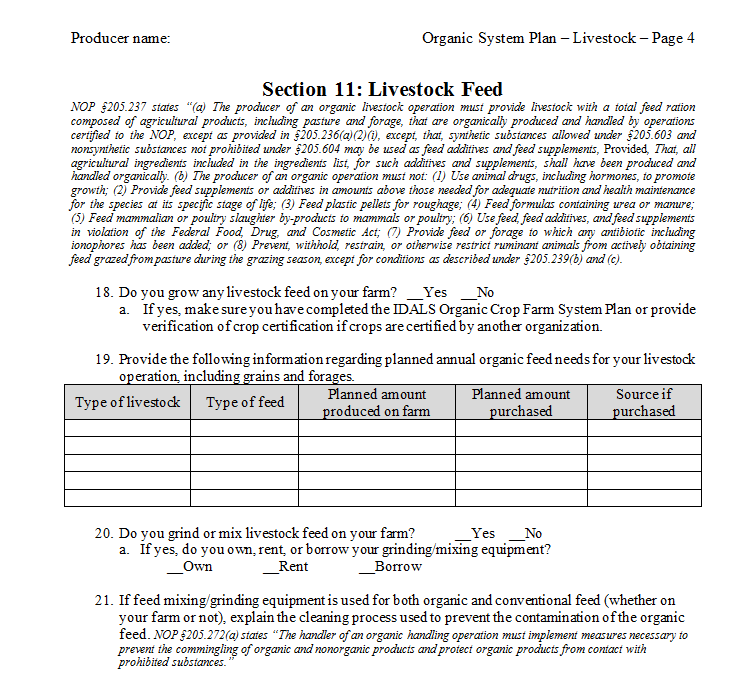 Producer name: Organic System Plan – Livestock – Page 4
Section 11: Livestock Feed
NOP §205.237 states “(a) The producer of an organic livestock operation must provide livestock with a total feed ration
composed of agricultural products, including pasture and forage, that are organically produced and handled by operations
certified to the NOP, except as provided in §205.236(a)(2)(i), except, that, synthetic substances allowed under §205.603 and
nonsynthetic substances not prohibited under §205.604 may be used as feed additives and feed supplements, Provided, That, all
agricultural ingredients included in the ingredients list, for such additives and supplements, shall have been produced and
handled organically. (b) The producer of an organic operation must not: (1) Use animal drugs, including hormones, to promote
growth; (2) Provide feed supplements or additives in amounts above those needed for adequate nutrition and health maintenance
for the species at its specific stage of life; (3) Feed plastic pellets for roughage; (4) Feed formulas containing urea or manure;
(5) Feed mammalian or poultry slaughter by-products to mammals or poultry; (6) Use feed, feed additives, and feed supplements
in violation of the Federal Food, Drug, and Cosmetic Act; (7) Provide feed or forage to which any antibiotic including
ionophores has been added; or (8) Prevent, withhold, restrain, or otherwise restrict ruminant animals from actively obtaining
feed grazed from pasture during the grazing season, except for conditions as described under §205.239(b) and (c).
18. Do you grow any livestock feed on your farm? __Yes __No
a. If yes, make sure you have completed the IDALS Organic Crop Farm System Plan or provide
verification of crop certification if crops are certified by another organization.
19. Provide the following information regarding planned annual organic feed needs for your livestock
operation, including grains and forages.
Type of livestock Type of feed Planned amount produced on farm Planned amount purchased Source if purchased
20. Do you grind or mix livestock feed on your farm? __Yes __No
a. If yes, do you own, rent, or borrow your grinding/mixing equipment?
__Own __Rent __Borrow
21. If feed mixing/grinding equipment is used for both organic and conventional feed (whether on
your farm or not), explain the cleaning process used to prevent the contamination of the organic
feed. NOP §205.272(a) states “The handler of an organic handling operation must implement measures necessary to
prevent the commingling of organic and nonorganic products and protect organic products from contact with
prohibited substances.”